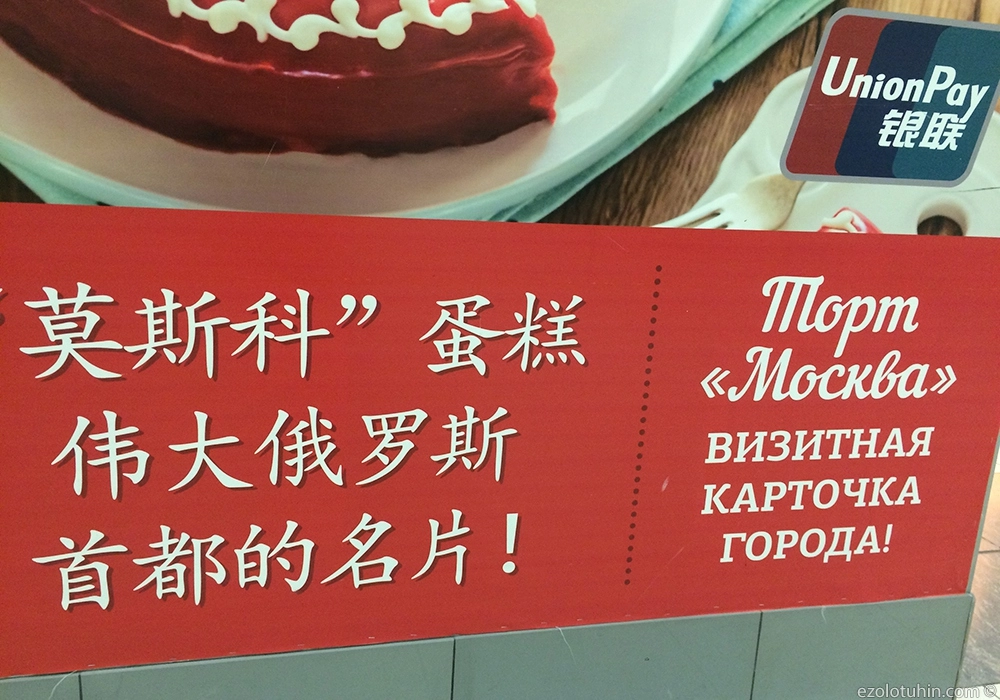 UnionPay
银联
“莫斯科” 蛋糕
伟大俄罗斯
首都的名片!
Торт
«Москва»
ВИЗИТНАЯ
КАРТОЧКА
ГОРОДА!
ezolotuhin.com ©